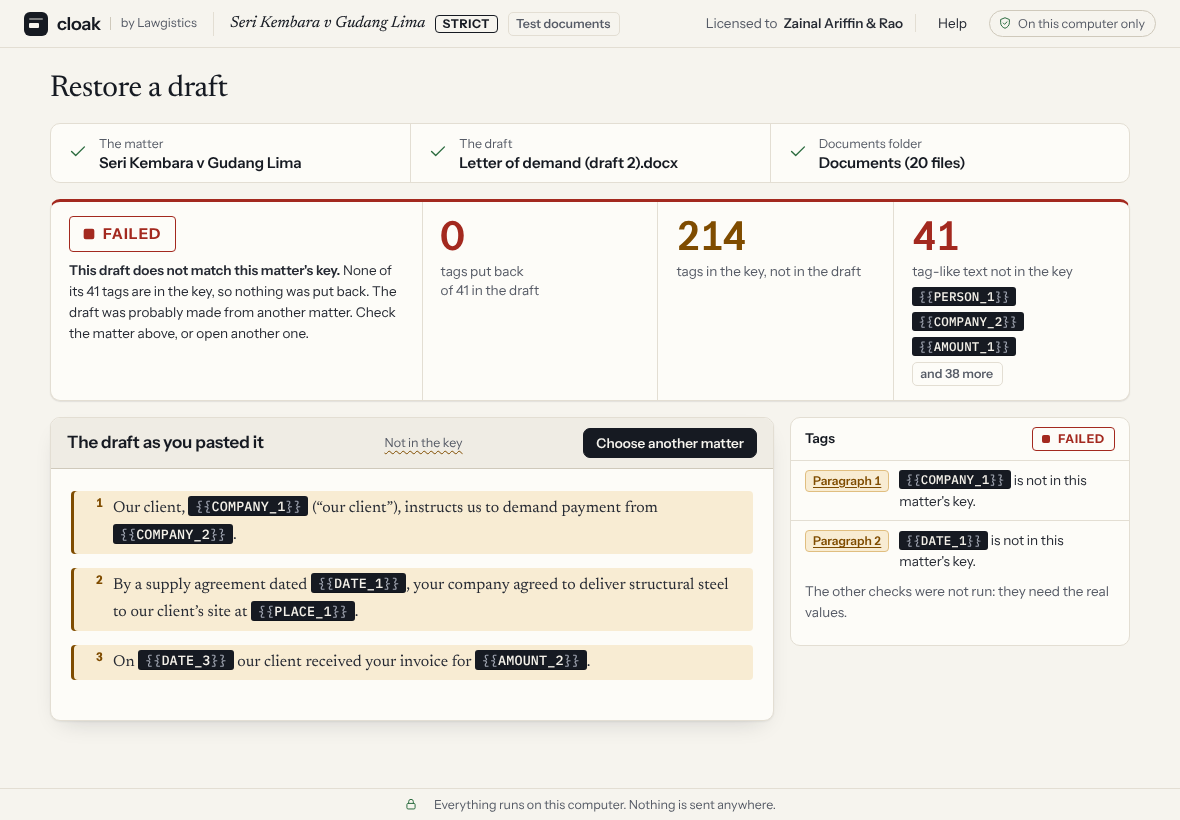 cloak by Lawgistics Seri Kembara v Gudang Lima STRICT Test documents Licensed to Zainal Ariffin & Rao Help On this computer only
Restore a draft
The matter
Seri Kembara v Gudang Lima
The draft
Letter of demand (draft 2).docx
Documents folder
Documents (20 files)
FAILED
This draft does not match this matter's key. None of
its 41 tags are in the key, so nothing was put back. The
draft was probably made from another matter. Check
the matter above, or open another one.
0
tags put back
of 41 in the draft
214
tags in the key, not in the draft
41
tag-like text not in the key
{{PERSON_1}}
{{COMPANY_2}}
{{AMOUNT_1}}
and 38 more
The draft as you pasted it Not in the key Choose another matter
1 Our client, {{COMPANY_1}} (“our client”), instructs us to demand payment from
{{COMPANY_2}}.
2 By a supply agreement dated {{DATE_1}}, your company agreed to deliver structural steel
to our client’s site at {{PLACE_1}}.
3 On {{DATE_3}} our client received your invoice for {{AMOUNT_2}}.
Tags FAILED
Paragraph 1 {{COMPANY_1}} is not in this
matter's key.
Paragraph 2 {{DATE_1}} is not in this
matter's key.
The other checks were not run: they need the real
values.
Everything runs on this computer. Nothing is sent anywhere.